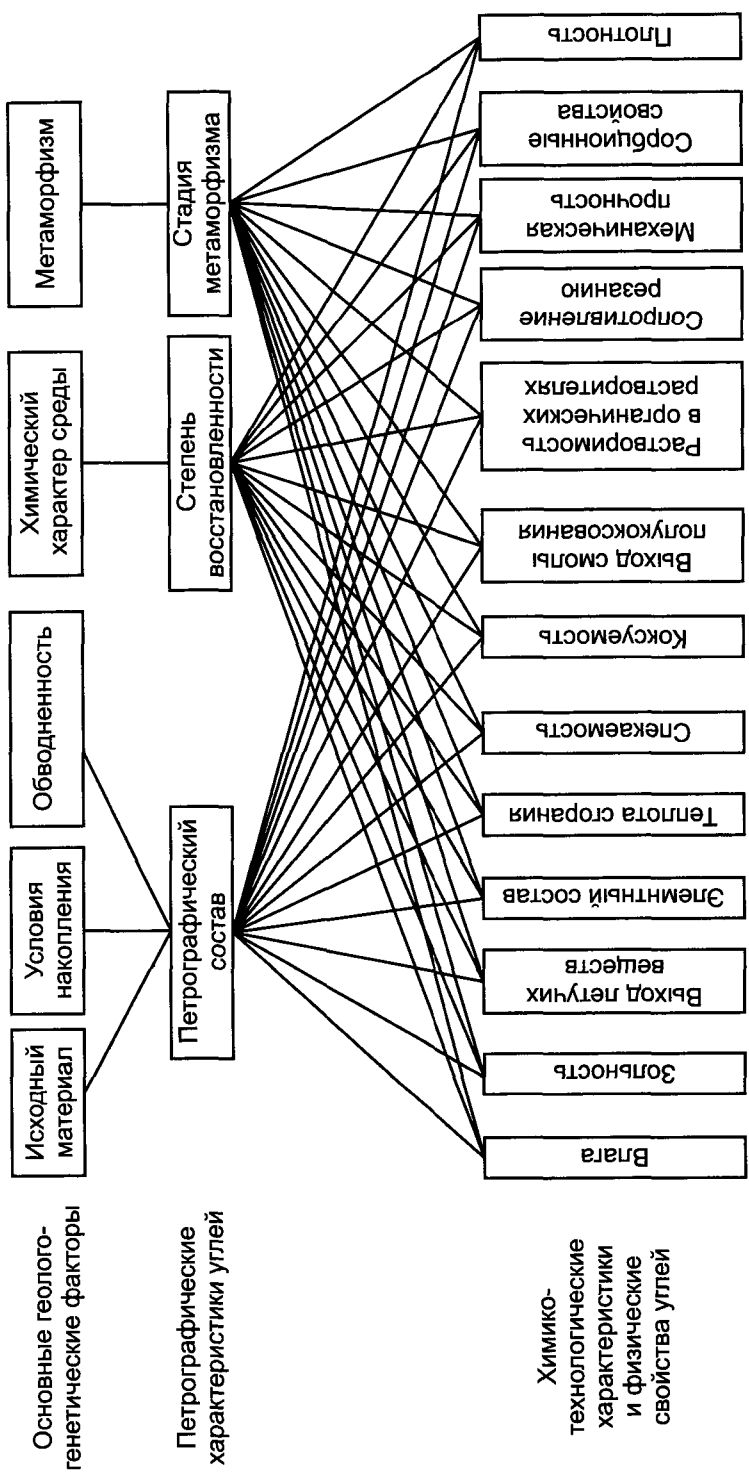 Основные геолого-
генетические факторы
Исходный
материал
Условия
накопления
Обводненность
Химический
характер среды
Метаморфизм
Петрографические
характеристики углей
Петрографический
состав
Степень
восстановленности
Стадия
метаморфизма
Химико-
технологические
характеристики
и физические
свойства углей
Влага
Зольность
Выход летучих
веществ
Элемнтный состав
Теплота сгорания
Спекаемость
Коксуемость
Выход смолы
полукоксования
Растворимость
в органических
растворителях
Сопротивление
резанию
Механическая
прочность
Сорбционные
свойства
Плотность